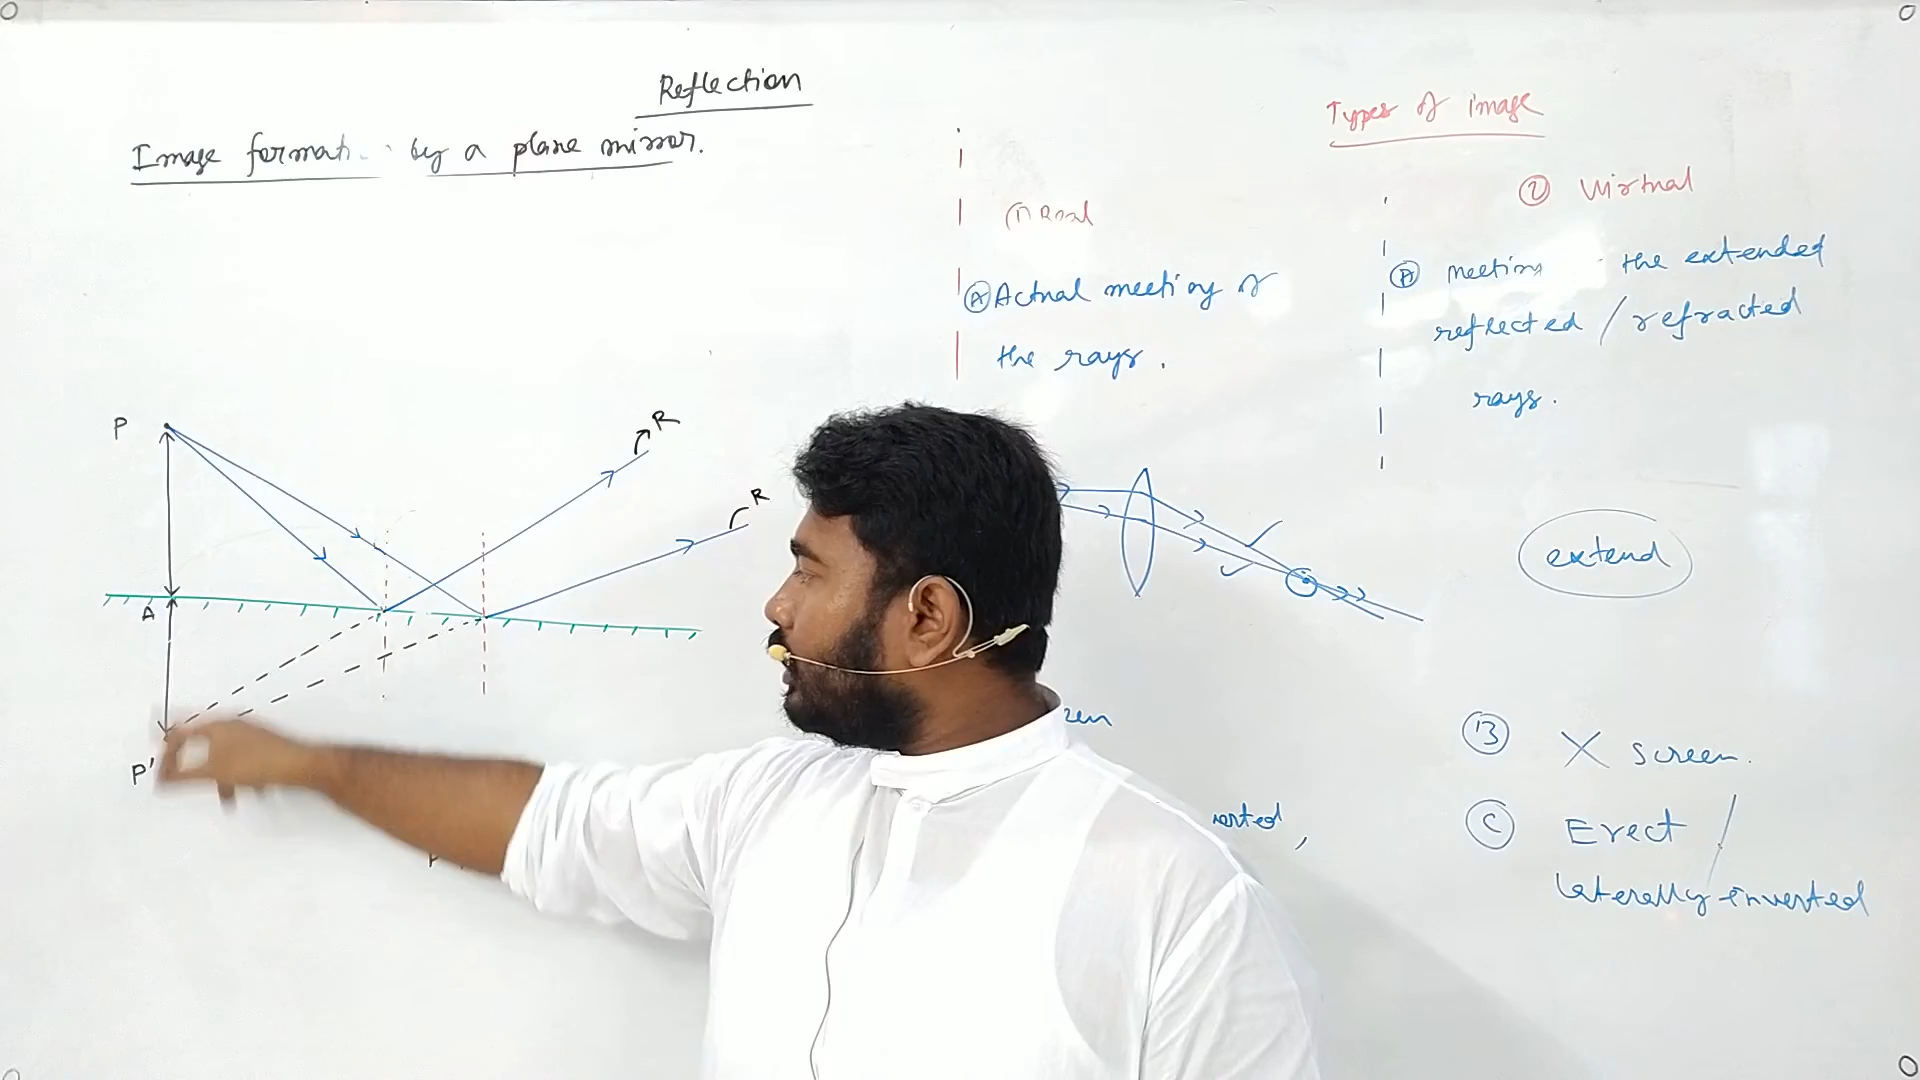 Reflection
Image formati by a plane mirror.
Types of image
(1) Real
(2) Virtual
(A) Actual meeting of
the rays.
(A) meeting the extended
reflected / refracted
rays.
P
R
R
A
P'
extend
(B) X screen.
(C) Erect /
laterally-inverted